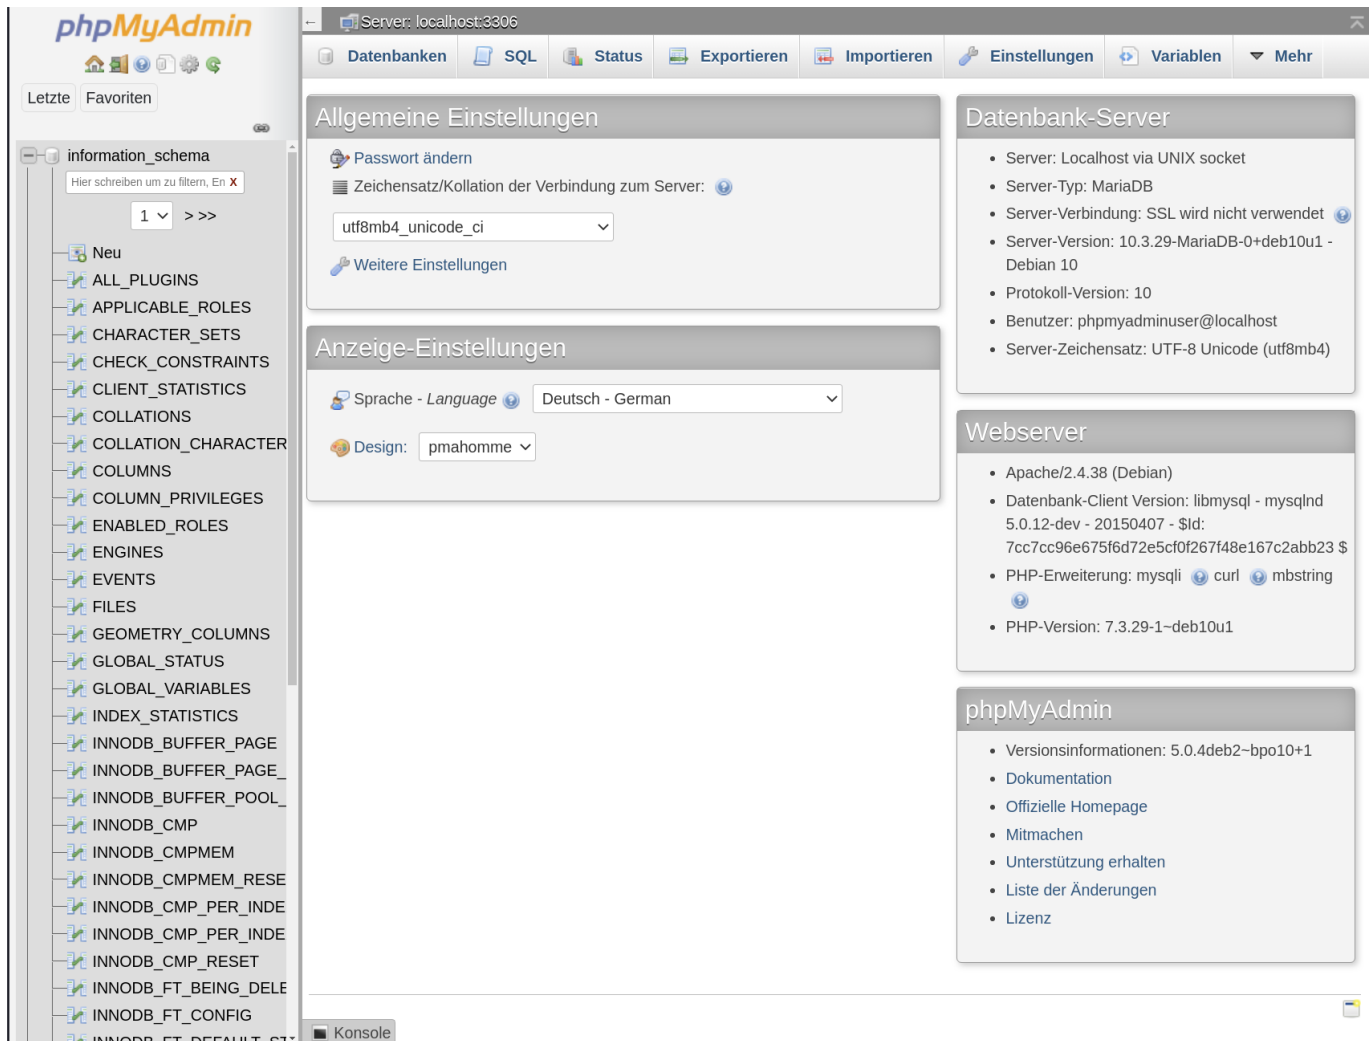 phpMyAdmin
Letzte Favoriten
information_schema
Hier schreiben um zu filtern, En X
1 > >>
Neu
ALL_PLUGINS
APPLICABLE_ROLES
CHARACTER_SETS
CHECK_CONSTRAINTS
CLIENT_STATISTICS
COLLATIONS
COLLATION_CHARACTER
COLUMNS
COLUMN_PRIVILEGES
ENABLED_ROLES
ENGINES
EVENTS
FILES
GEOMETRY_COLUMNS
GLOBAL_STATUS
GLOBAL_VARIABLES
INDEX_STATISTICS
INNODB_BUFFER_PAGE
INNODB_BUFFER_PAGE_
INNODB_BUFFER_POOL_
INNODB_CMP
INNODB_CMPMEM
INNODB_CMPMEM_RESE
INNODB_CMP_PER_INDE
INNODB_CMP_PER_INDE
INNODB_CMP_RESET
INNODB_FT_BEING_DELE
INNODB_FT_CONFIG
INNODB_FT_DEFAULT_ST
← Server: localhost:3306
Datenbanken SQL Status Exportieren Importieren Einstellungen Variablen Mehr
Allgemeine Einstellungen
Passwort ändern
Zeichensatz/Kollation der Verbindung zum Server:
utf8mb4_unicode_ci
Weitere Einstellungen
Anzeige-Einstellungen
Sprache - Language Deutsch - German
Design: pmahomme
Datenbank-Server
• Server: Localhost via UNIX socket
• Server-Typ: MariaDB
• Server-Verbindung: SSL wird nicht verwendet
• Server-Version: 10.3.29-MariaDB-0+deb10u1 -
Debian 10
• Protokoll-Version: 10
• Benutzer: phpmyadminuser@localhost
• Server-Zeichensatz: UTF-8 Unicode (utf8mb4)
Webserver
• Apache/2.4.38 (Debian)
• Datenbank-Client Version: libmysql - mysqlnd
5.0.12-dev - 20150407 - $Id:
7cc7cc96e675f6d72e5cf0f267f48e167c2abb23 $
• PHP-Erweiterung: mysqli curl mbstring
• PHP-Version: 7.3.29-1~deb10u1
phpMyAdmin
• Versionsinformationen: 5.0.4deb2~bpo10+1
• Dokumentation
• Offizielle Homepage
• Mitmachen
• Unterstützung erhalten
• Liste der Änderungen
• Lizenz
Konsole